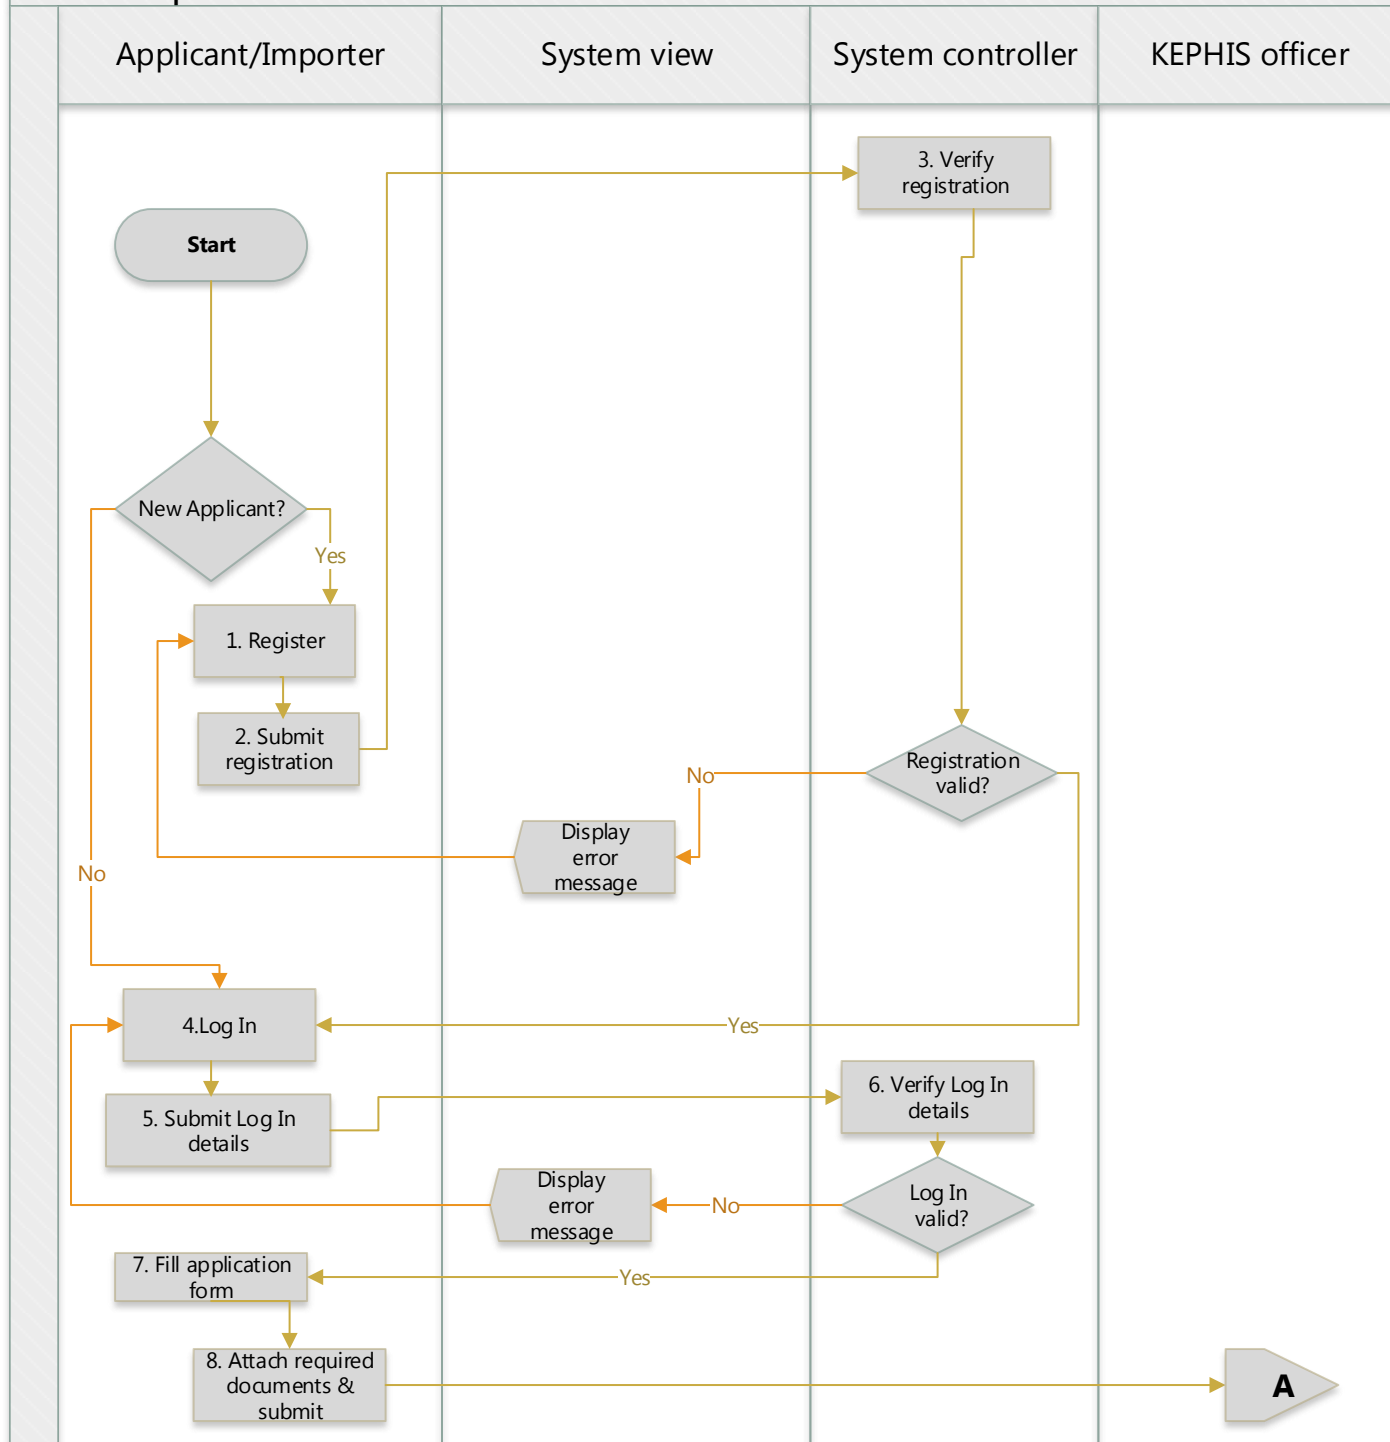 Applicant/Importer
System view
System controller
KEPHIS officer
3. Verify
registration
Start
New Applicant?
Yes
1. Register
2. Submit
registration
Registration
valid?
No
Display
error
message
No
4.Log In
Yes
5. Submit Log In
details
6. Verify Log In
details
Display
error
message
No
Log In
valid?
7. Fill application
form
Yes
8. Attach required
documents &
submit
A